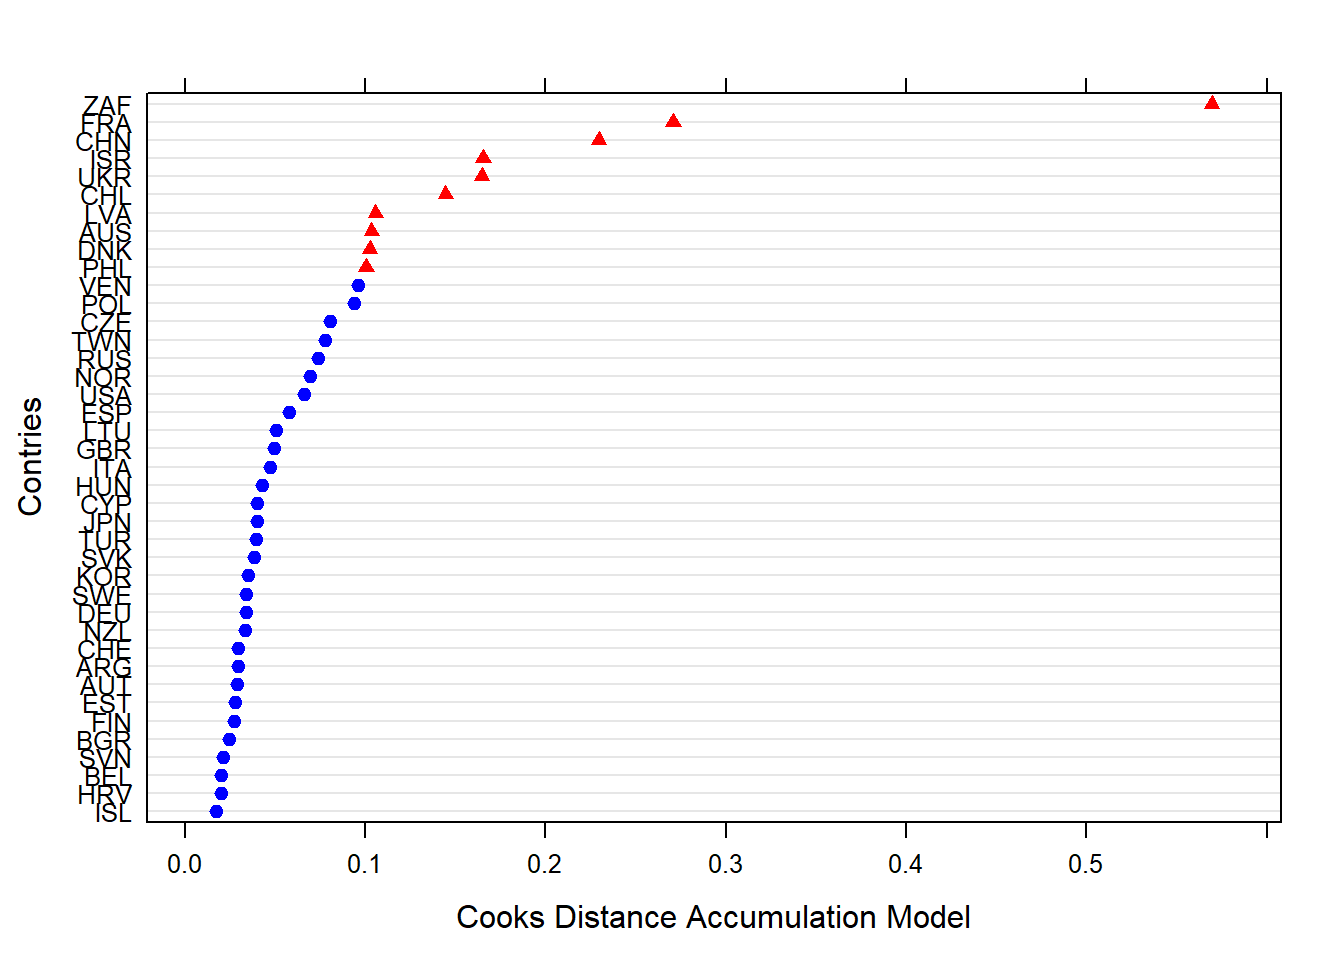 ZAF
FRA
CHN
ISR
UKR
CHL
LVA
AUS
DNK
PHL
VEN
POL
CZE
TWN
RUS
NOR
USA
ESP
LTU
GBR
ITA
HUN
CYP
JPN
TUR
SVK
KOR
SWE
DEU
NZL
CHE
ARG
AUT
EST
FIN
BGR
SVN
BEL
HRV
ISL
Contries
0.0 0.1 0.2 0.3 0.4 0.5
Cooks Distance Accumulation Model